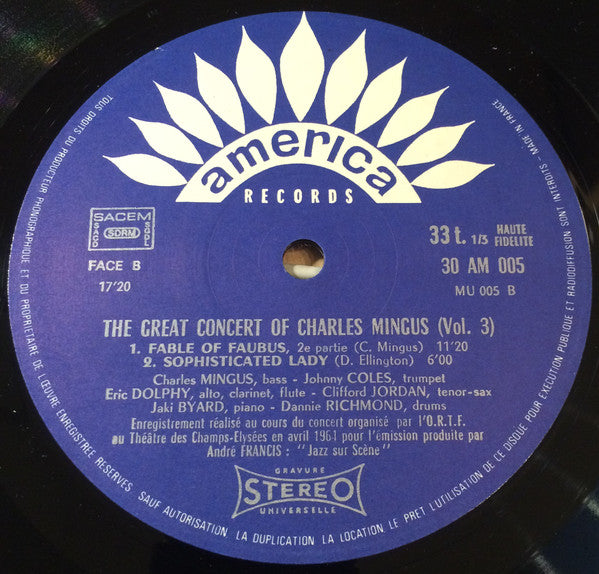 america
RECORDS
SACEM
SACD SDRM SGDL
FACE B
17'20
33 t. 1/3 HAUTE FIDELITE
30 AM 005
MU 005 B
THE GREAT CONCERT OF CHARLES MINGUS (Vol. 3)
1. FABLE OF FAUBUS, 2e partie (C. Mingus) 11'20
2. SOPHISTICATED LADY (D. Ellington) 6'00
Charles MINGUS, bass - Johnny COLES, trumpet
Eric DOLPHY, alto, clarinet, flute - Clifford JORDAN, tenor-sax
Jaki BYARD, piano - Dannie RICHMOND, drums
Enregistrement réalisé au cours du concert organisé par l'O.R.T.F.
au Théâtre des Champs-Elysées en avril 1961 pour l'émission produite par
André FRANCIS : "Jazz sur Scène"
GRAVURE
STEREO
UNIVERSELLE
TOUS DROITS DU PRODUCTEUR PHONOGRAPHIQUE ET DU PROPRIETAIRE DE L'ŒUVRE ENREGISTREE RESERVES. SAUF AUTORISATION, LA DUPLICATION, LA LOCATION, LE PRET, L'UTILISATION DE CE DISQUE POUR EXECUTION PUBLIQUE ET RADIODIFFUSION SONT INTERDITS - MADE IN FRANCE